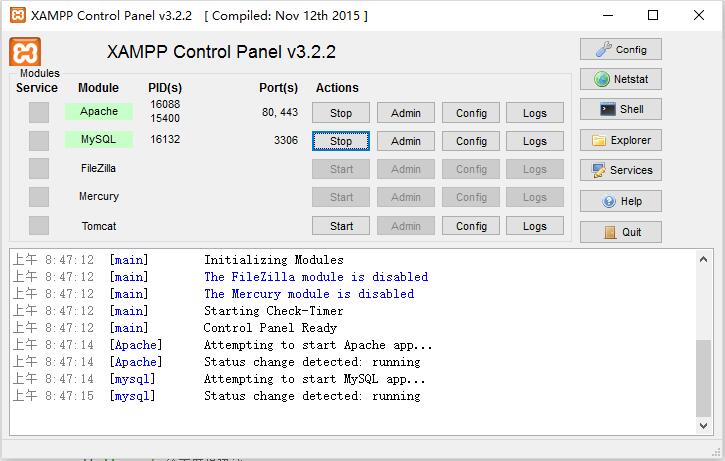 XAMPP Control Panel v3.2.2 [ Compiled: Nov 12th 2015 ]
XAMPP Control Panel v3.2.2
Config
Modules
Service Module PID(s) Port(s) Actions
Netstat
Apache 16088 15400 80, 443 Stop Admin Config Logs
Shell
MySQL 16132 3306 Stop Admin Config Logs
Explorer
FileZilla Start Admin Config Logs
Services
Mercury Start Admin Config Logs
Help
Tomcat Start Admin Config Logs
Quit
上午 8:47:12 [main] Initializing Modules
上午 8:47:12 [main] The FileZilla module is disabled
上午 8:47:12 [main] The Mercury module is disabled
上午 8:47:12 [main] Starting Check-Timer
上午 8:47:12 [main] Control Panel Ready
上午 8:47:14 [Apache] Attempting to start Apache app...
上午 8:47:14 [Apache] Status change detected: running
上午 8:47:14 [mysql] Attempting to start MySQL app...
上午 8:47:15 [mysql] Status change detected: running